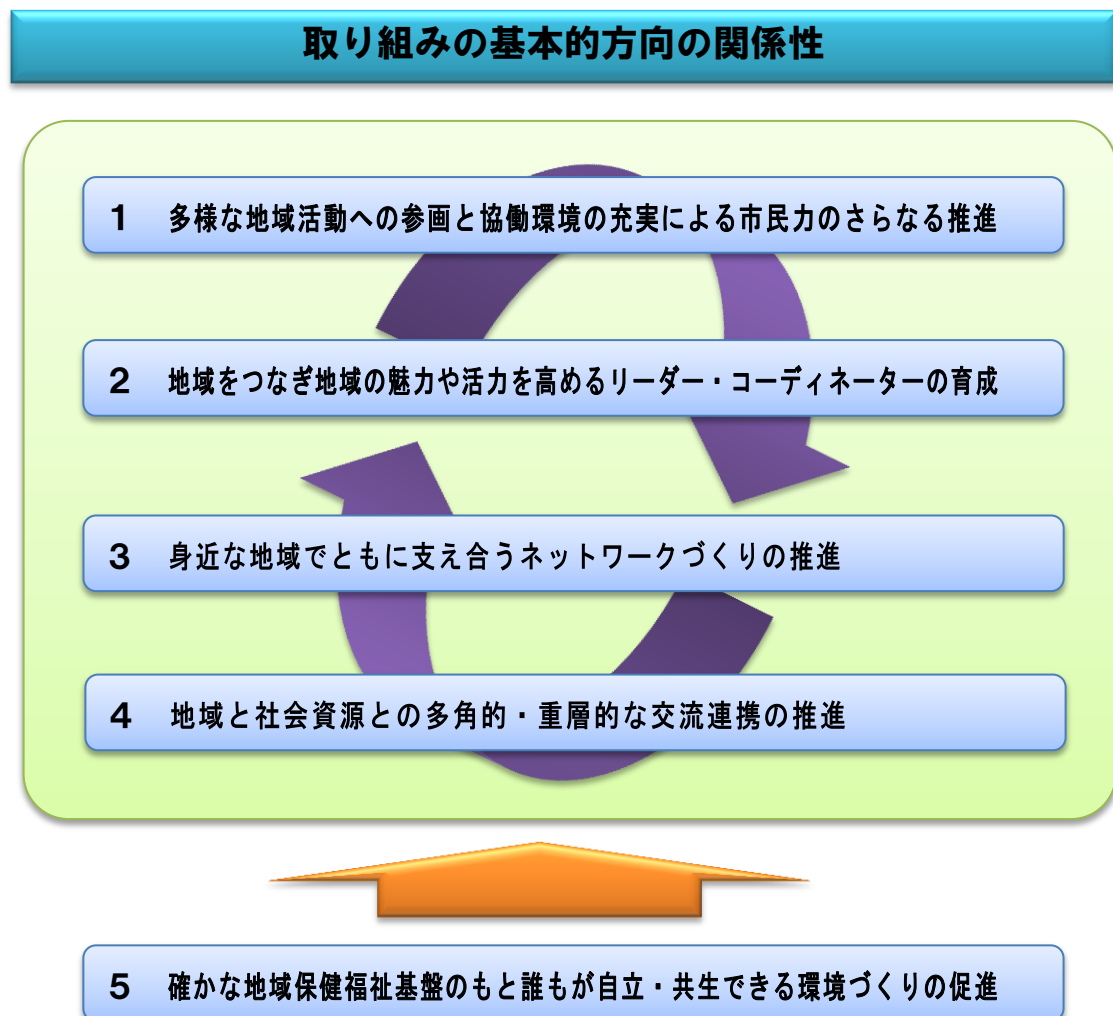 取り組みの基本的方向の関係性
1 多様な地域活動への参画と協働環境の充実による市民力のさらなる推進
2 地域をつなぎ地域の魅力や活力を高めるリーダー・コーディネーターの育成
3 身近な地域でともに支え合うネットワークづくりの推進
4 地域と社会資源との多角的・重層的な交流連携の推進
5 確かな地域保健福祉基盤のもと誰もが自立・共生できる環境づくりの促進